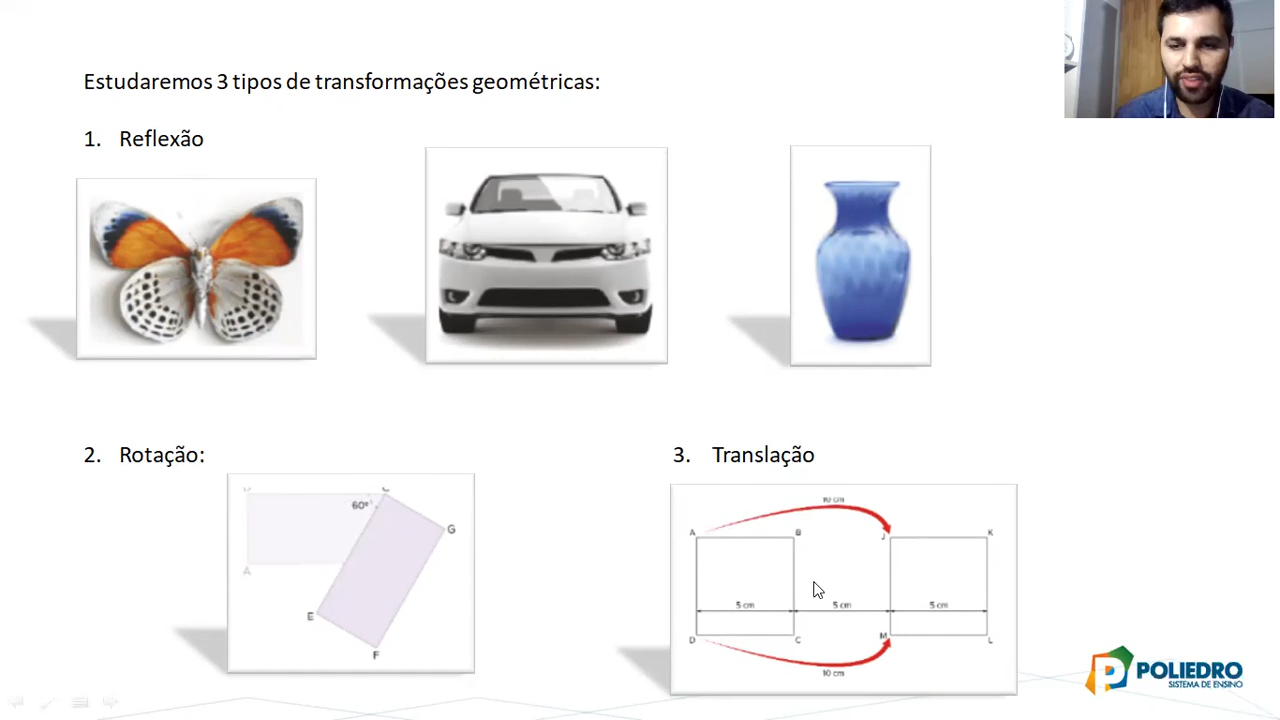 Estudaremos 3 tipos de transformações geométricas:
1. Reflexão
2. Rotação:
3. Translação
60°
C
G
A
E
F
10 cm
A
B
J
K
5 cm
5 cm
5 cm
D
C
M
L
10 cm
POLIEDRO
SISTEMA DE ENSINO